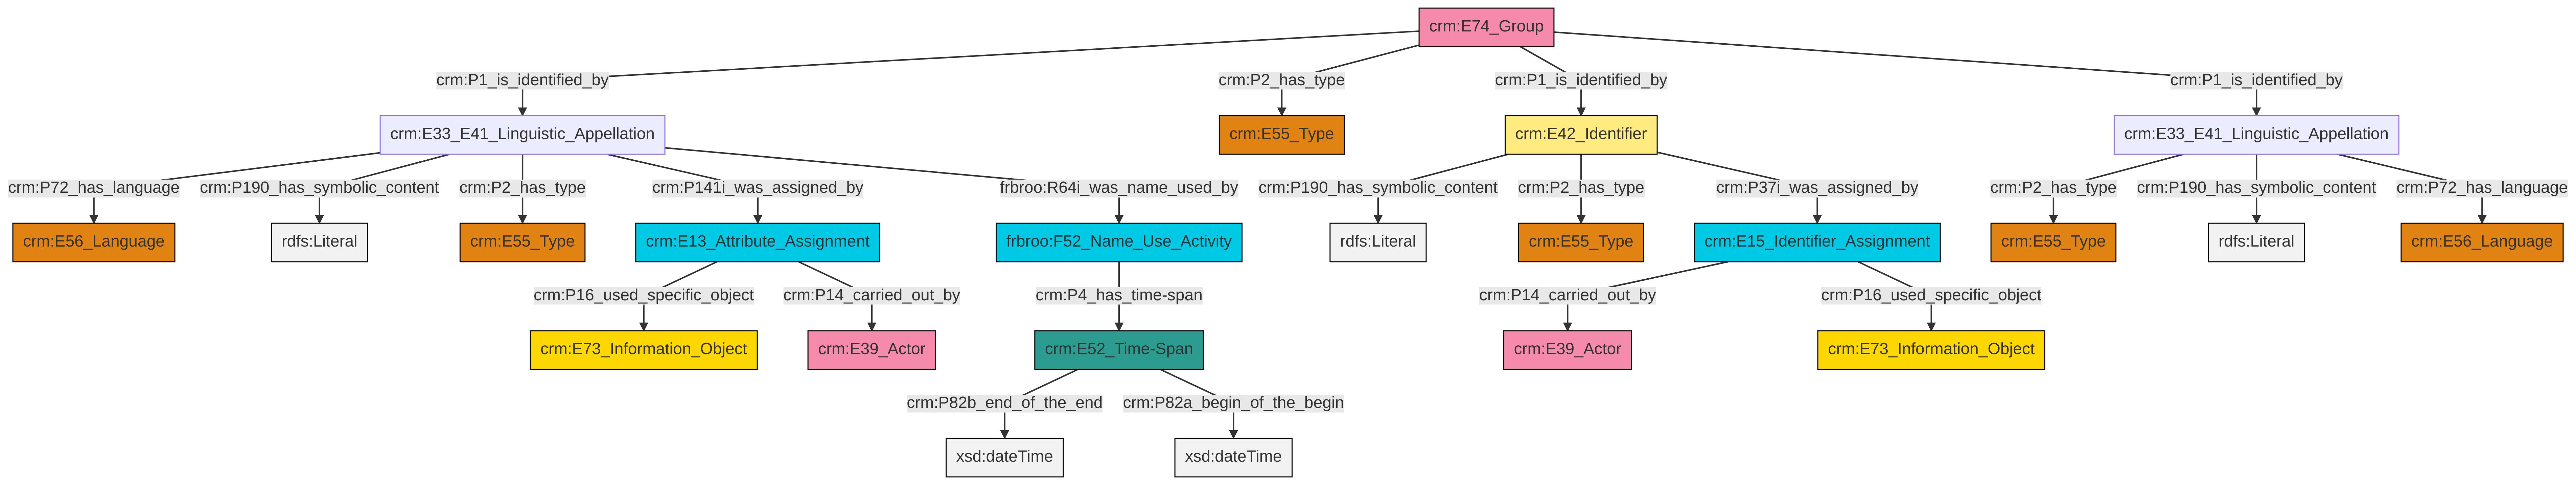 crm:E74_Group
crm:P1_is_identified_by
crm:P2_has_type
crm:P1_is_identified_by
crm:P1_is_identified_by
crm:E33_E41_Linguistic_Appellation
crm:E55_Type
crm:E42_Identifier
crm:E33_E41_Linguistic_Appellation
crm:P72_has_language
crm:P190_has_symbolic_content
crm:P2_has_type
crm:P141i_was_assigned_by
frbroo:R64i_was_name_used_by
crm:P190_has_symbolic_content
crm:P2_has_type
crm:P37i_was_assigned_by
crm:P2_has_type
crm:P190_has_symbolic_content
crm:P72_has_language
crm:E56_Language
rdfs:Literal
crm:E55_Type
crm:E13_Attribute_Assignment
frbroo:F52_Name_Use_Activity
rdfs:Literal
crm:E55_Type
crm:E15_Identifier_Assignment
crm:E55_Type
rdfs:Literal
crm:E56_Language
crm:P16_used_specific_object
crm:P14_carried_out_by
crm:P4_has_time-span
crm:P14_carried_out_by
crm:P16_used_specific_object
crm:E73_Information_Object
crm:E39_Actor
crm:E52_Time-Span
crm:E39_Actor
crm:E73_Information_Object
crm:P82b_end_of_the_end
crm:P82a_begin_of_the_begin
xsd:dateTime
xsd:dateTime